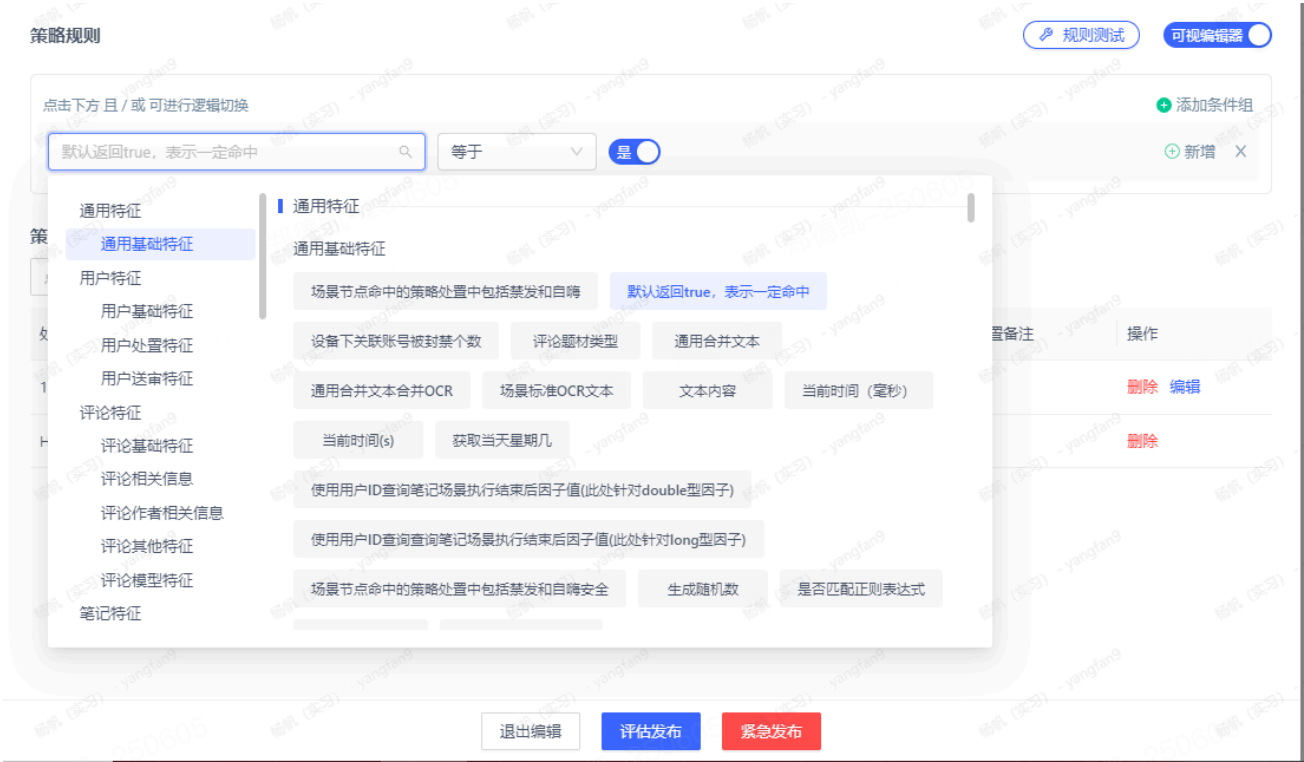 策略规则
规则测试
可视编辑器
点击下方 且 / 或 可进行逻辑切换
添加条件组
默认返回true，表示一定命中
等于
是
新增
通用特征
通用基础特征
用户特征
用户基础特征
用户处置特征
用户送审特征
评论特征
评论基础特征
评论相关信息
评论作者相关信息
评论其他特征
评论模型特征
笔记特征
通用特征
通用基础特征
场景节点命中的策略处置中包括禁发和自嗨 默认返回true，表示一定命中
设备下关联账号被封禁个数 评论题材类型 通用合并文本
通用合并文本合并OCR 场景标准OCR文本 文本内容 当前时间（毫秒）
当前时间(s) 获取当天星期几
使用用户ID查询笔记场景执行结束后因子值(此处针对double型因子)
使用用户ID查询查询笔记场景执行结束后因子值(此处针对long型因子)
场景节点命中的策略处置中包括禁发和自嗨安全 生成随机数 是否匹配正则表达式
策
处
置备注 操作
1
删除 编辑
H
删除
退出编辑 评估发布 紧急发布
杨帆 (实习) - yangfan9